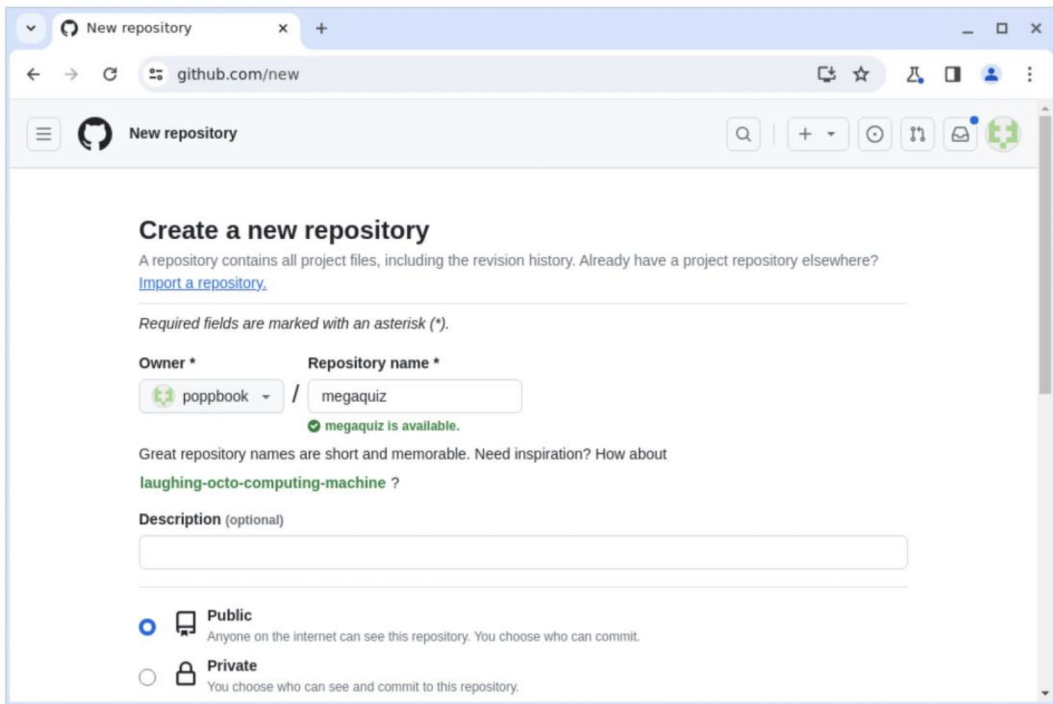 New repository
github.com/new
New repository
Create a new repository
A repository contains all project files, including the revision history. Already have a project repository elsewhere?
Import a repository.
Required fields are marked with an asterisk (*).
Owner * Repository name *
poppbook / megaquiz
megaquiz is available.
Great repository names are short and memorable. Need inspiration? How about
laughing-octo-computing-machine ?
Description (optional)
Public
Anyone on the internet can see this repository. You choose who can commit.
Private
You choose who can see and commit to this repository.